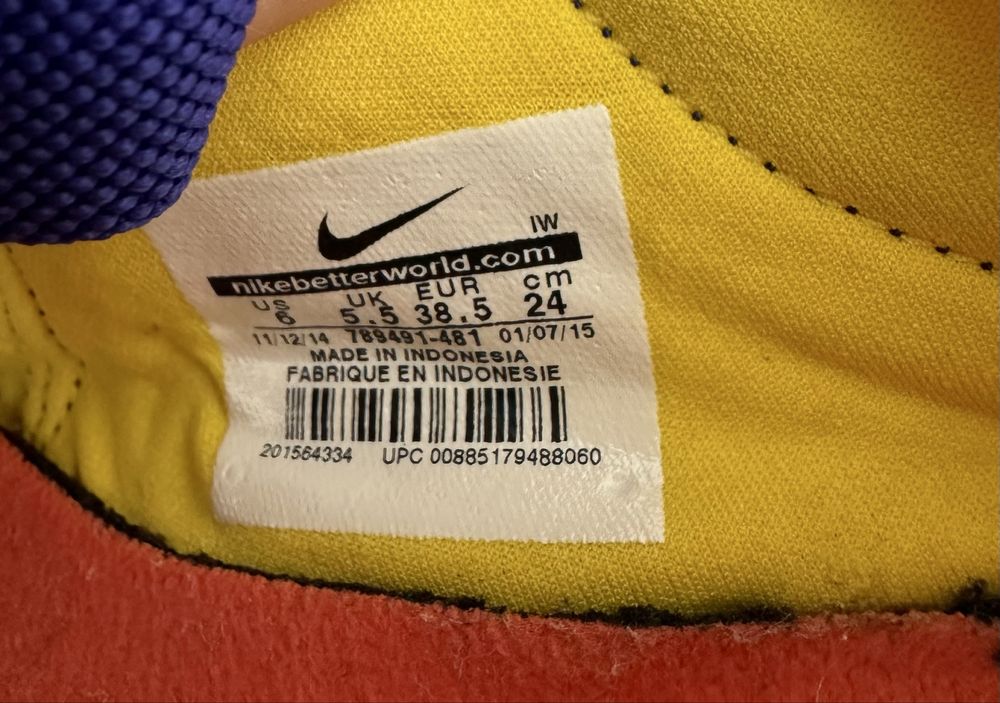 IW
nikebetterworld.com
US UK EUR cm
6 5.5 38.5 24
11/12/14 789491-481 01/07/15
MADE IN INDONESIA
FABRIQUE EN INDONESIE
201564334 UPC 00885179488060